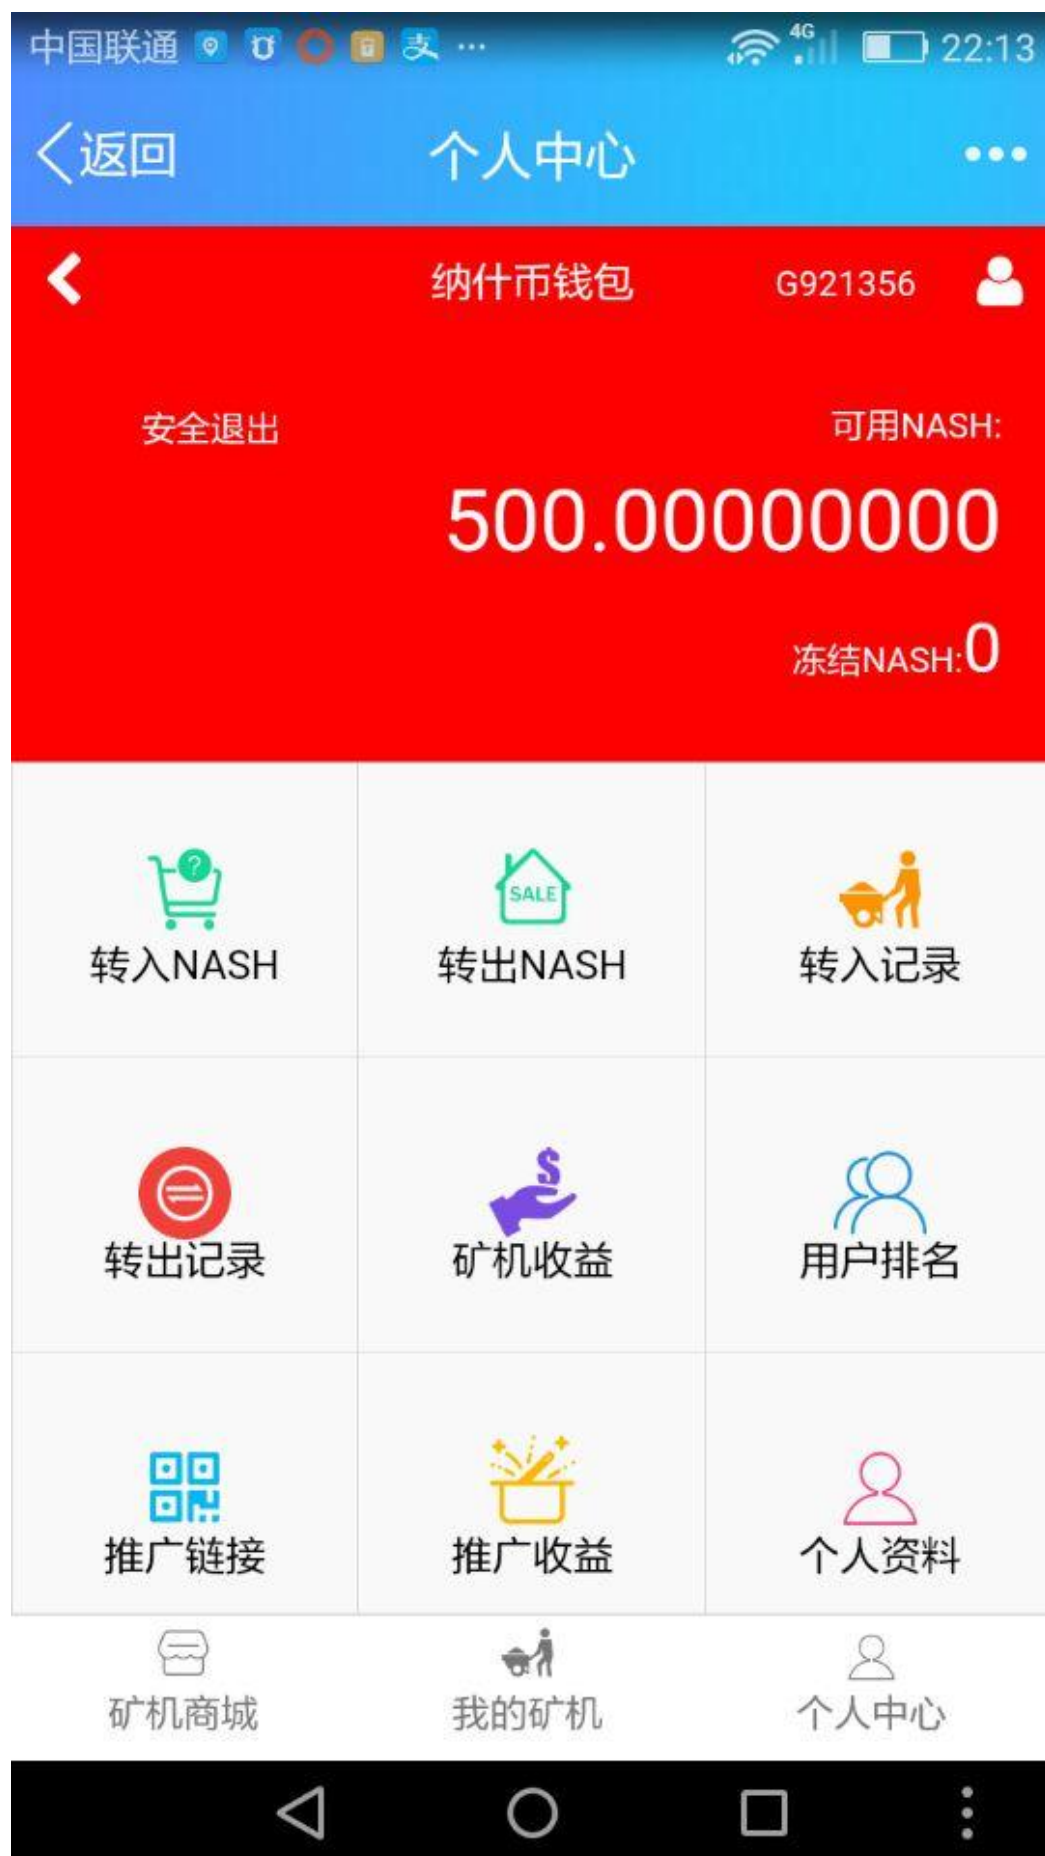 中国联通 支 ··· 4G 22:13
返回 个人中心
纳什币钱包 G921356
安全退出 可用NASH:
500.00000000
冻结NASH:0
?
SALE
转入NASH 转出NASH 转入记录
$
转出记录 矿机收益 用户排名
推广链接 推广收益 个人资料
矿机商城 我的矿机 个人中心